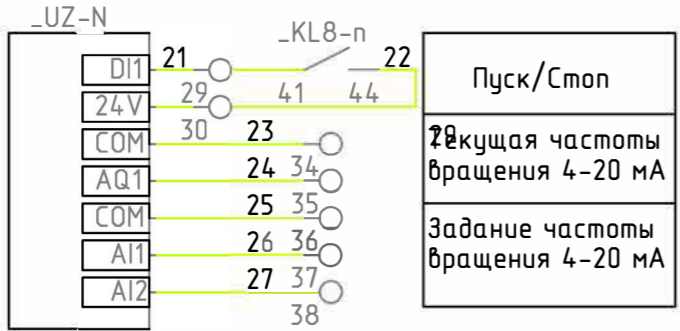 _UZ-N
_KL8-n
DI1 21 22
24V 29 41 44
30
COM 23
AQ1 24 34
COM 25 35
AI1 26 36
AI2 27 37
38
Пуск/Стоп
Текущая частоты
вращения 4-20 мА
Задание частоты
вращения 4-20 мА